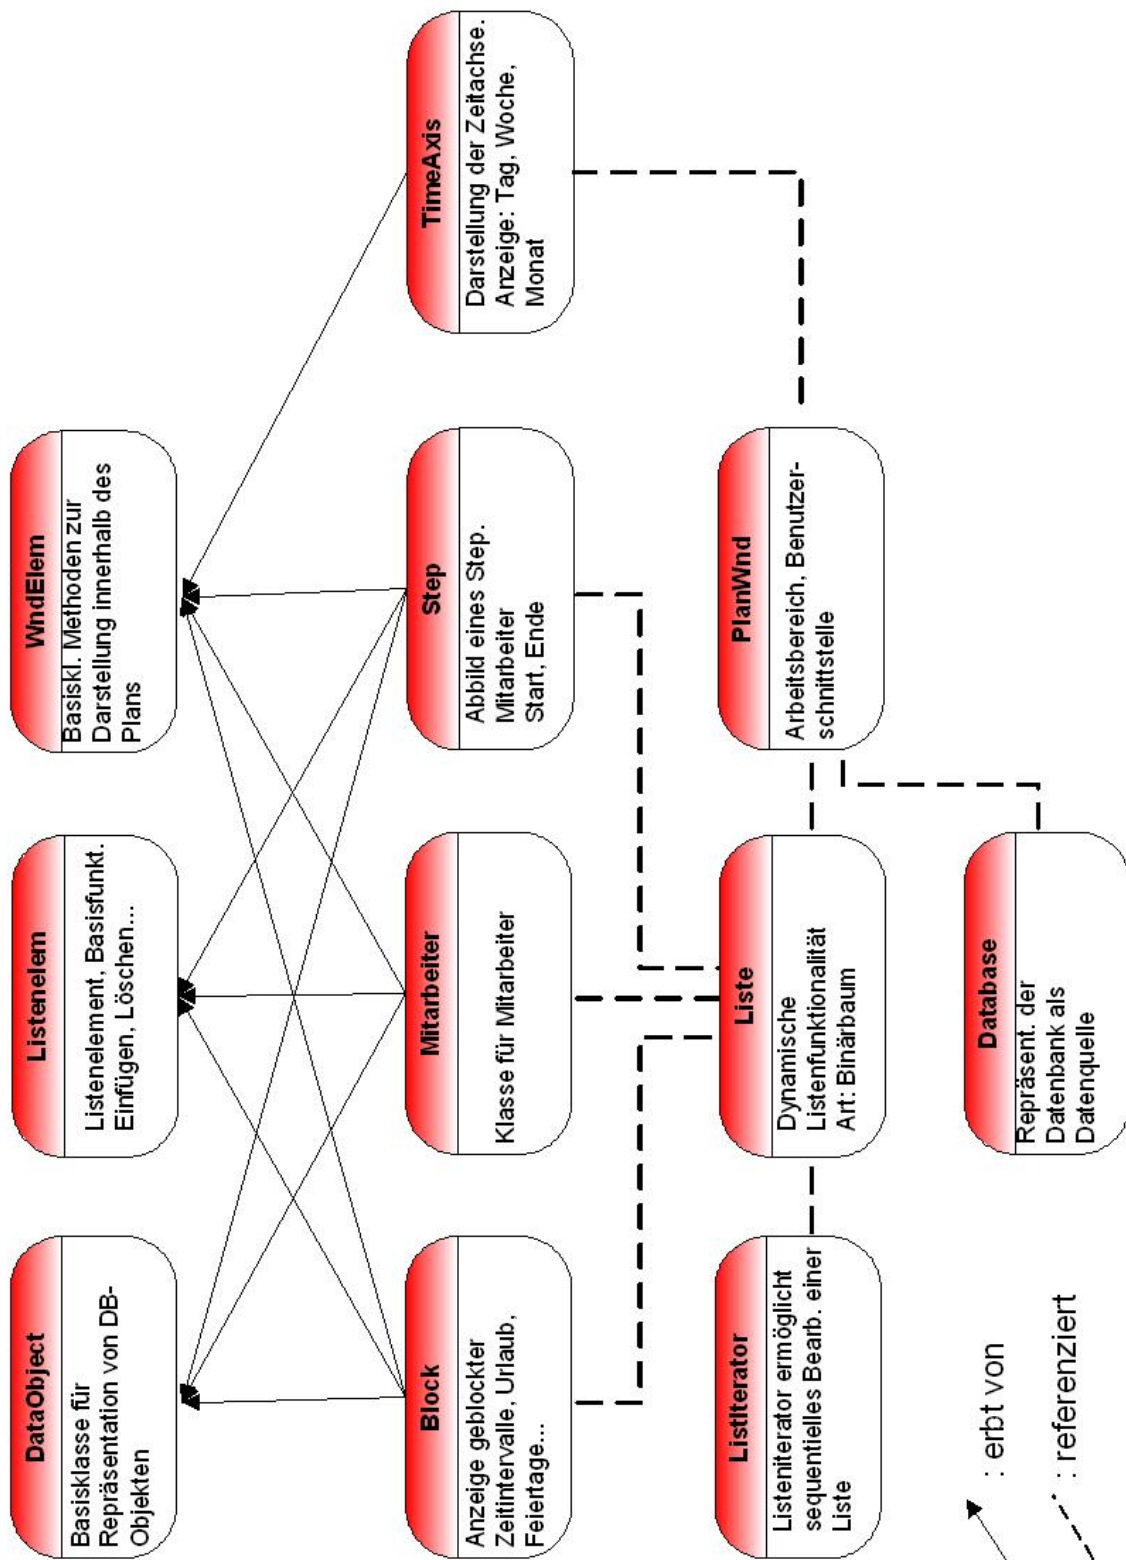 DataObject
Basisklasse für
Repräsentation von DB-
Objekten
Listenelem
Listenelement, Basisfunkt.
Einfügen, Löschen...
WndElem
Basiskl. Methoden zur
Darstellung innerhalb des
Plans
Block
Anzeige geblockter
Zeitintervalle, Urlaub,
Feiertage...
Mitarbeiter
Klasse für Mitarbeiter
Step
Abbild eines Step.
Mitarbeiter
Start, Ende
TimeAxis
Darstellung der Zeitachse.
Anzeige: Tag, Woche,
Monat
ListIterator
Listeniterator ermöglicht
sequentielles Bearb. einer
Liste
Liste
Dynamische
Listenfunktionalität
Art: Binärbaum
PlanWnd
Arbeitsbereich, Benutzer-
schnittstelle
Database
Repräsent. der
Datenbank als
Datenquelle
: erbt von
: referenziert